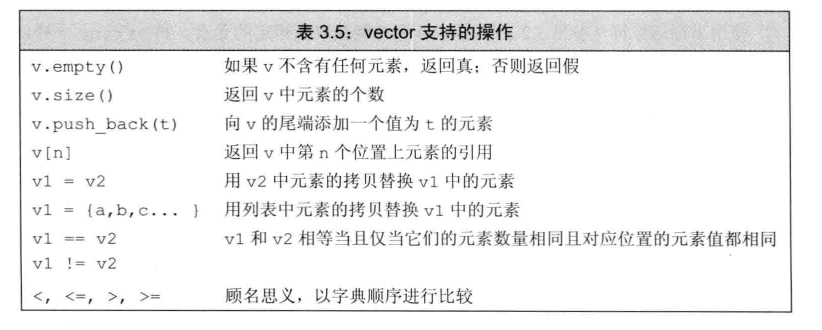 表 3.5：vector 支持的操作
v.empty() 如果 v 不含有任何元素，返回真；否则返回假
v.size() 返回 v 中元素的个数
v.push_back(t) 向 v 的尾端添加一个值为 t 的元素
v[n] 返回 v 中第 n 个位置上元素的引用
v1 = v2 用 v2 中元素的拷贝替换 v1 中的元素
v1 = {a,b,c... } 用列表中元素的拷贝替换 v1 中的元素
v1 == v2 v1 和 v2 相等当且仅当它们的元素数量相同且对应位置的元素值都相同
v1 != v2
<, <=, >, >= 顾名思义，以字典顺序进行比较